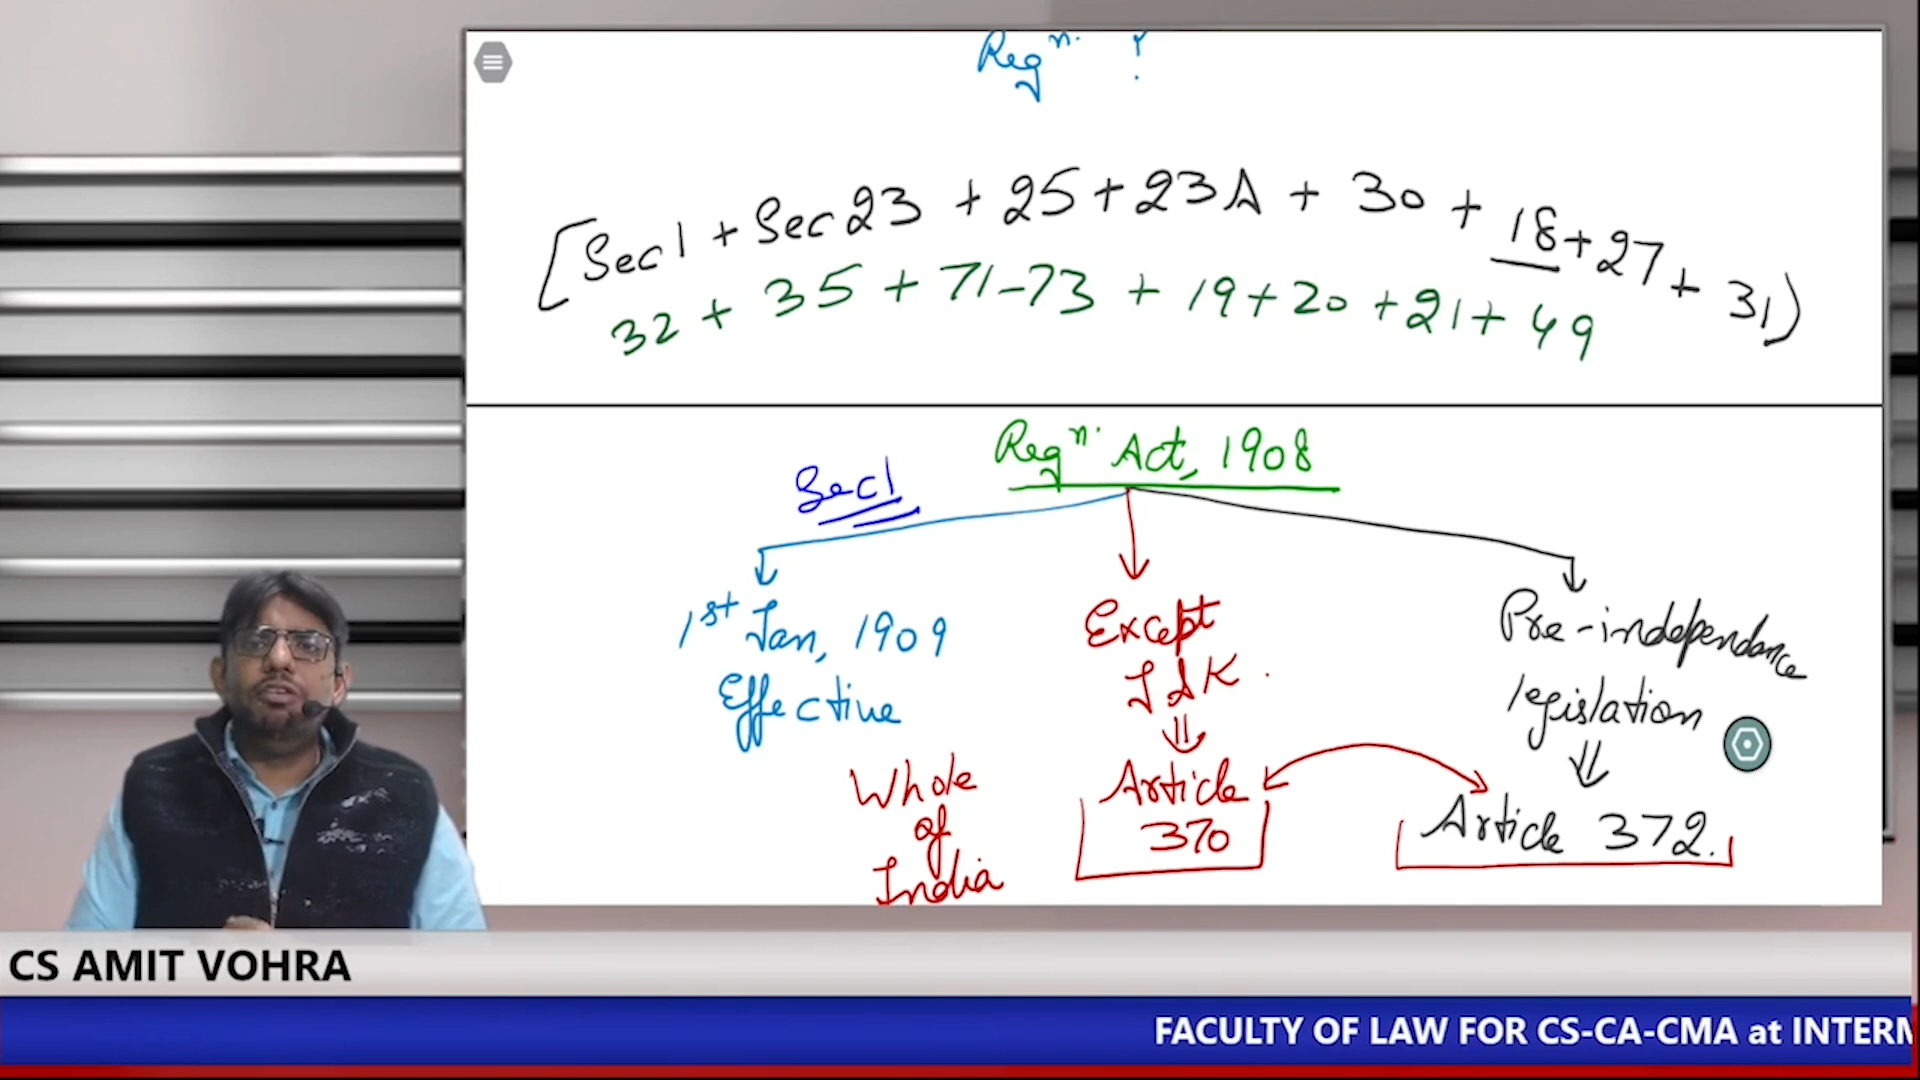 Regn. ?
[Sec 1 + Sec 23 + 25 + 23A + 30 + 18 + 27 + 31)
32 + 35 + 71-73 + 19 + 20 + 21 + 49
Regn. Act, 1908
Sec 1
1st Jan, 1909
Effective
Except
J&K.
Article
370
Whole
of
India
Pre-independance
legislation
Article 372.
CS AMIT VOHRA
FACULTY OF LAW FOR CS-CA-CMA at INTERM